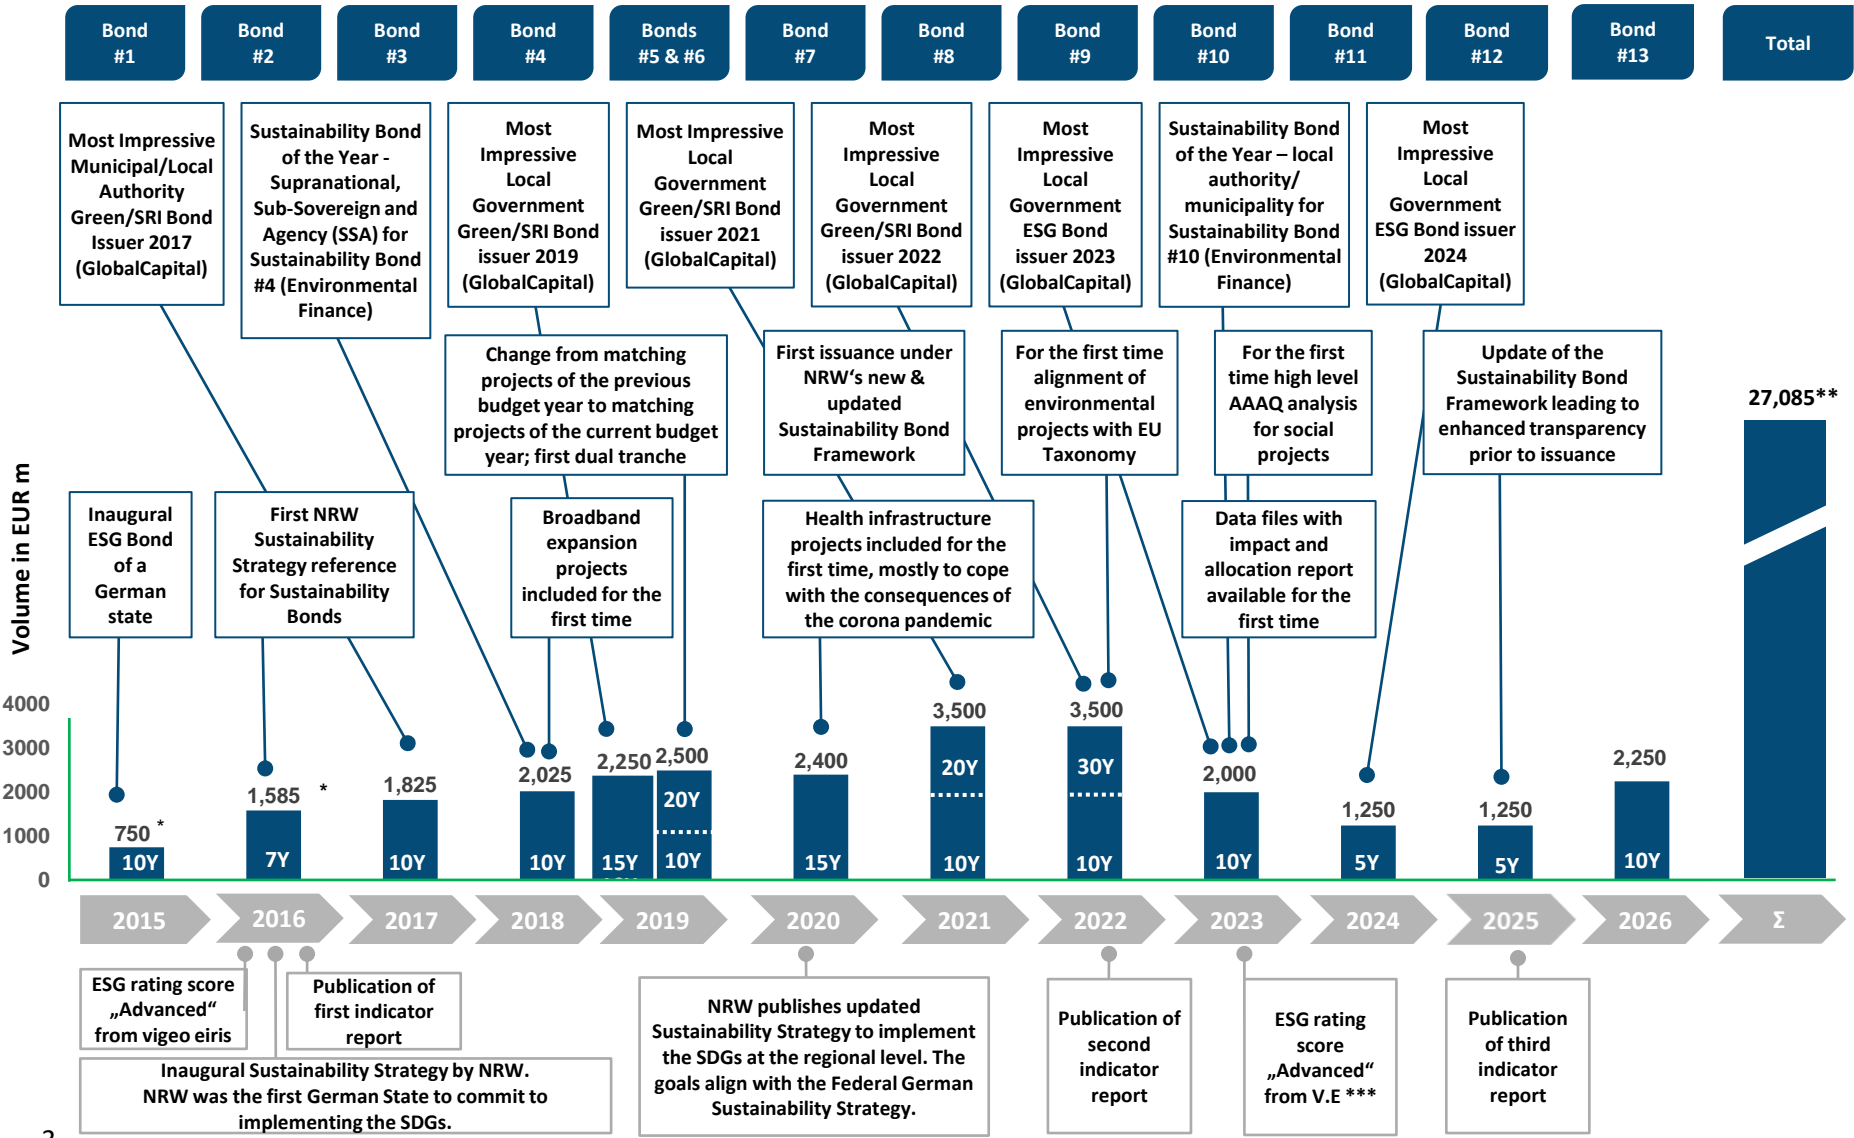 Bond
#1
Bond
#2
Bond
#3
Bond
#4
Bonds
#5 & #6
Bond
#7
Bond
#8
Bond
#9
Bond
#10
Bond
#11
Bond
#12
Bond
#13
Total
Most Impressive
Municipal/Local
Authority
Green/SRI Bond
Issuer 2017
(GlobalCapital)
Sustainability Bond
of the Year -
Supranational,
Sub-Sovereign and
Agency (SSA) for
Sustainability Bond
#4 (Environmental
Finance)
Most
Impressive
Local
Government
Green/SRI Bond
issuer 2019
(GlobalCapital)
Most Impressive
Local
Government
Green/SRI Bond
issuer 2021
(GlobalCapital)
Most
Impressive
Local
Government
Green/SRI Bond
issuer 2022
(GlobalCapital)
Most
Impressive
Local
Government
ESG Bond
issuer 2023
(GlobalCapital)
Sustainability Bond
of the Year – local
authority/
municipality for
Sustainability Bond
#10 (Environmental
Finance)
Most
Impressive
Local
Government
ESG Bond issuer
2024
(GlobalCapital)
Change from matching
projects of the previous
budget year to matching
projects of the current budget
year; first dual tranche
First issuance under
NRW‘s new &
updated
Sustainability Bond
Framework
For the first time
alignment of
environmental
projects with EU
Taxonomy
For the first
time high level
AAAQ analysis
for social
projects
Update of the
Sustainability Bond
Framework leading to
enhanced transparency
prior to issuance
Inaugural
ESG Bond
of a
German
state
First NRW
Sustainability
Strategy reference
for Sustainability
Bonds
Broadband
expansion
projects
included for the
first time
Health infrastructure
projects included for the
first time, mostly to cope
with the consequences of
the corona pandemic
Data files with
impact and
allocation report
available for the
first time
Volume in EUR m
4000
3000
2000
1000
0
750 *
10Y
1,585 *
7Y
1,825
10Y
2,025
10Y
2,250
15Y
2,500
20Y
10Y
2,400
15Y
3,500
20Y
10Y
3,500
30Y
10Y
2,000
10Y
1,250
5Y
1,250
5Y
2,250
10Y
27,085**
2015
2016
2017
2018
2019
2020
2021
2022
2023
2024
2025
2026
Σ
ESG rating score
„Advanced“
from vigeo eiris
Publication of
first indicator
report
Inaugural Sustainability Strategy by NRW.
NRW was the first German State to commit to
implementing the SDGs.
NRW publishes updated
Sustainability Strategy to implement
the SDGs at the regional level. The
goals align with the Federal German
Sustainability Strategy.
Publication of
second
indicator
report
ESG rating
score
„Advanced“
from V.E ***
Publication
of third
indicator
report